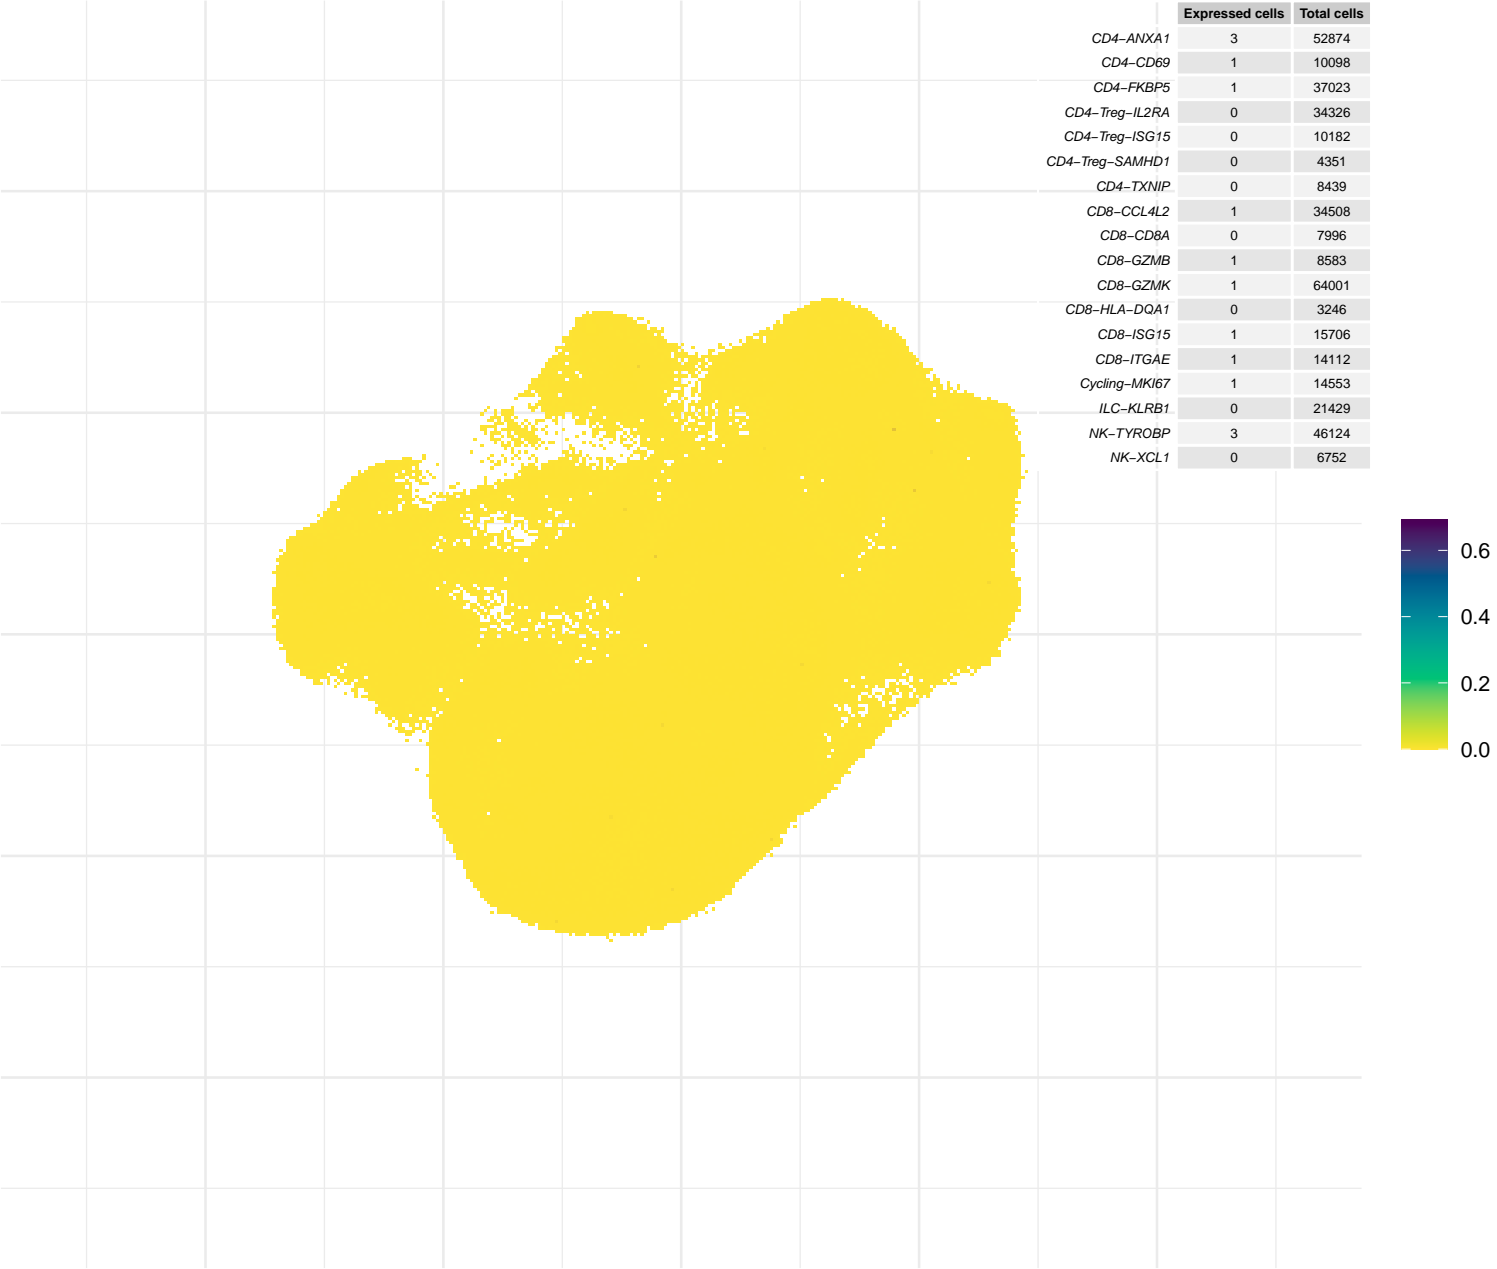 Expressed cells Total cells
CD4−ANXA1 3 52874
CD4−CD69 1 10098
CD4−FKBP5 1 37023
CD4−Treg−IL2RA 0 34326
CD4−Treg−ISG15 0 10182
CD4−Treg−SAMHD1 0 4351
CD4−TXNIP 0 8439
CD8−CCL4L2 1 34508
CD8−CD8A 0 7996
CD8−GZMB 1 8583
CD8−GZMK 1 64001
CD8−HLA−DQA1 0 3246
CD8−ISG15 1 15706
CD8−ITGAE 1 14112
Cycling−MKI67 1 14553
ILC−KLRB1 0 21429
NK−TYROBP 3 46124
NK−XCL1 0 6752
0.6
0.4
0.2
0.0